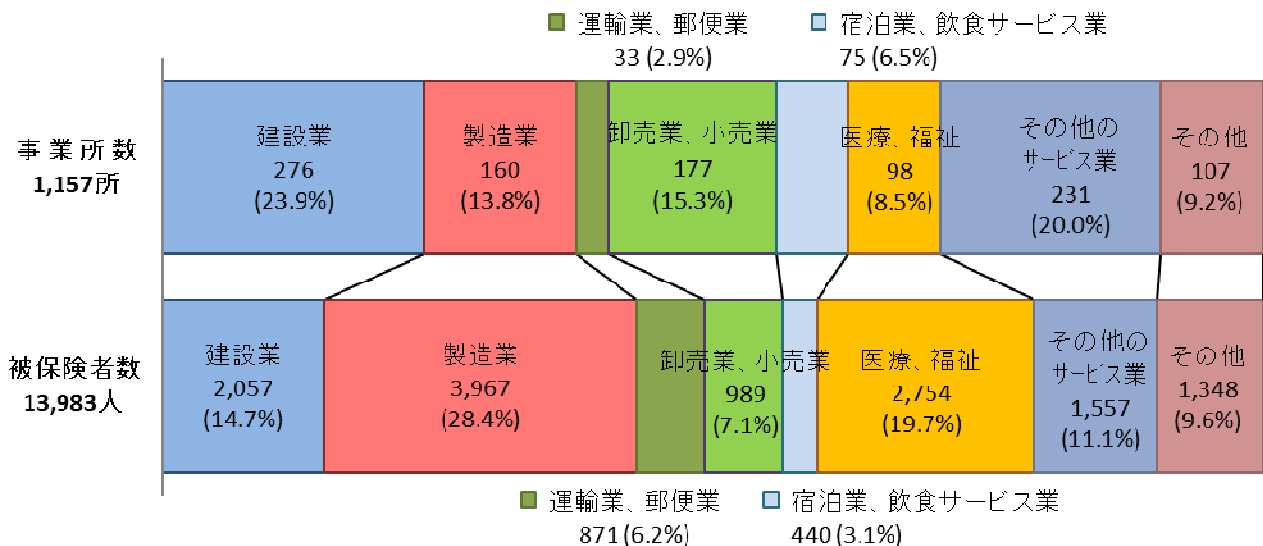 運輸業、郵便業
33 (2.9%)
宿泊業、飲食サービス業
75 (6.5%)
事業所数
1,157所
建設業
276
(23.9%)
製造業
160
(13.8%)
卸売業、小売業
177
(15.3%)
医療、福祉
98
(8.5%)
その他の
サービス業
231
(20.0%)
その他
107
(9.2%)
被保険者数
13,983人
建設業
2,057
(14.7%)
製造業
3,967
(28.4%)
卸売業、小売業
989
(7.1%)
医療、福祉
2,754
(19.7%)
その他の
サービス業
1,557
(11.1%)
その他
1,348
(9.6%)
運輸業、郵便業
871 (6.2%)
宿泊業、飲食サービス業
440 (3.1%)